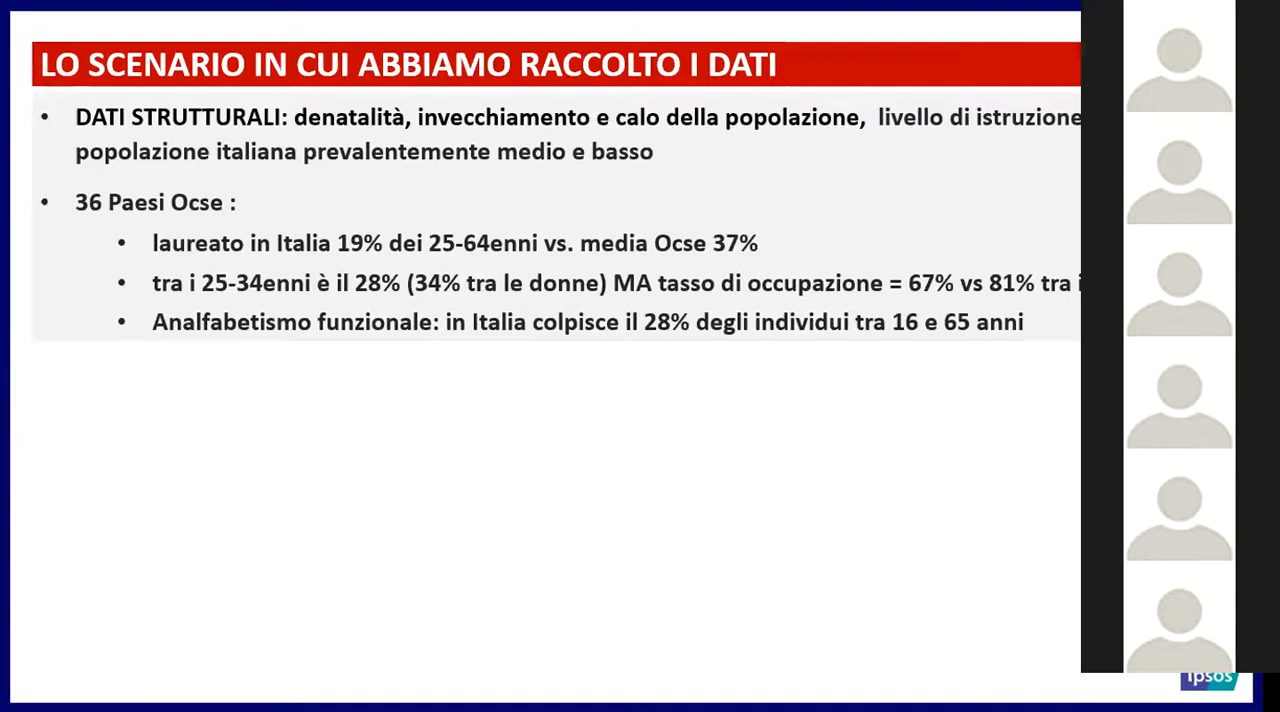 LO SCENARIO IN CUI ABBIAMO RACCOLTO I DATI
• DATI STRUTTURALI: denatalità, invecchiamento e calo della popolazione, livello di istruzione
popolazione italiana prevalentemente medio e basso
• 36 Paesi Ocse :
• laureato in Italia 19% dei 25-64enni vs. media Ocse 37%
• tra i 25-34enni è il 28% (34% tra le donne) MA tasso di occupazione = 67% vs 81% tra i
• Analfabetismo funzionale: in Italia colpisce il 28% degli individui tra 16 e 65 anni
Ipsos